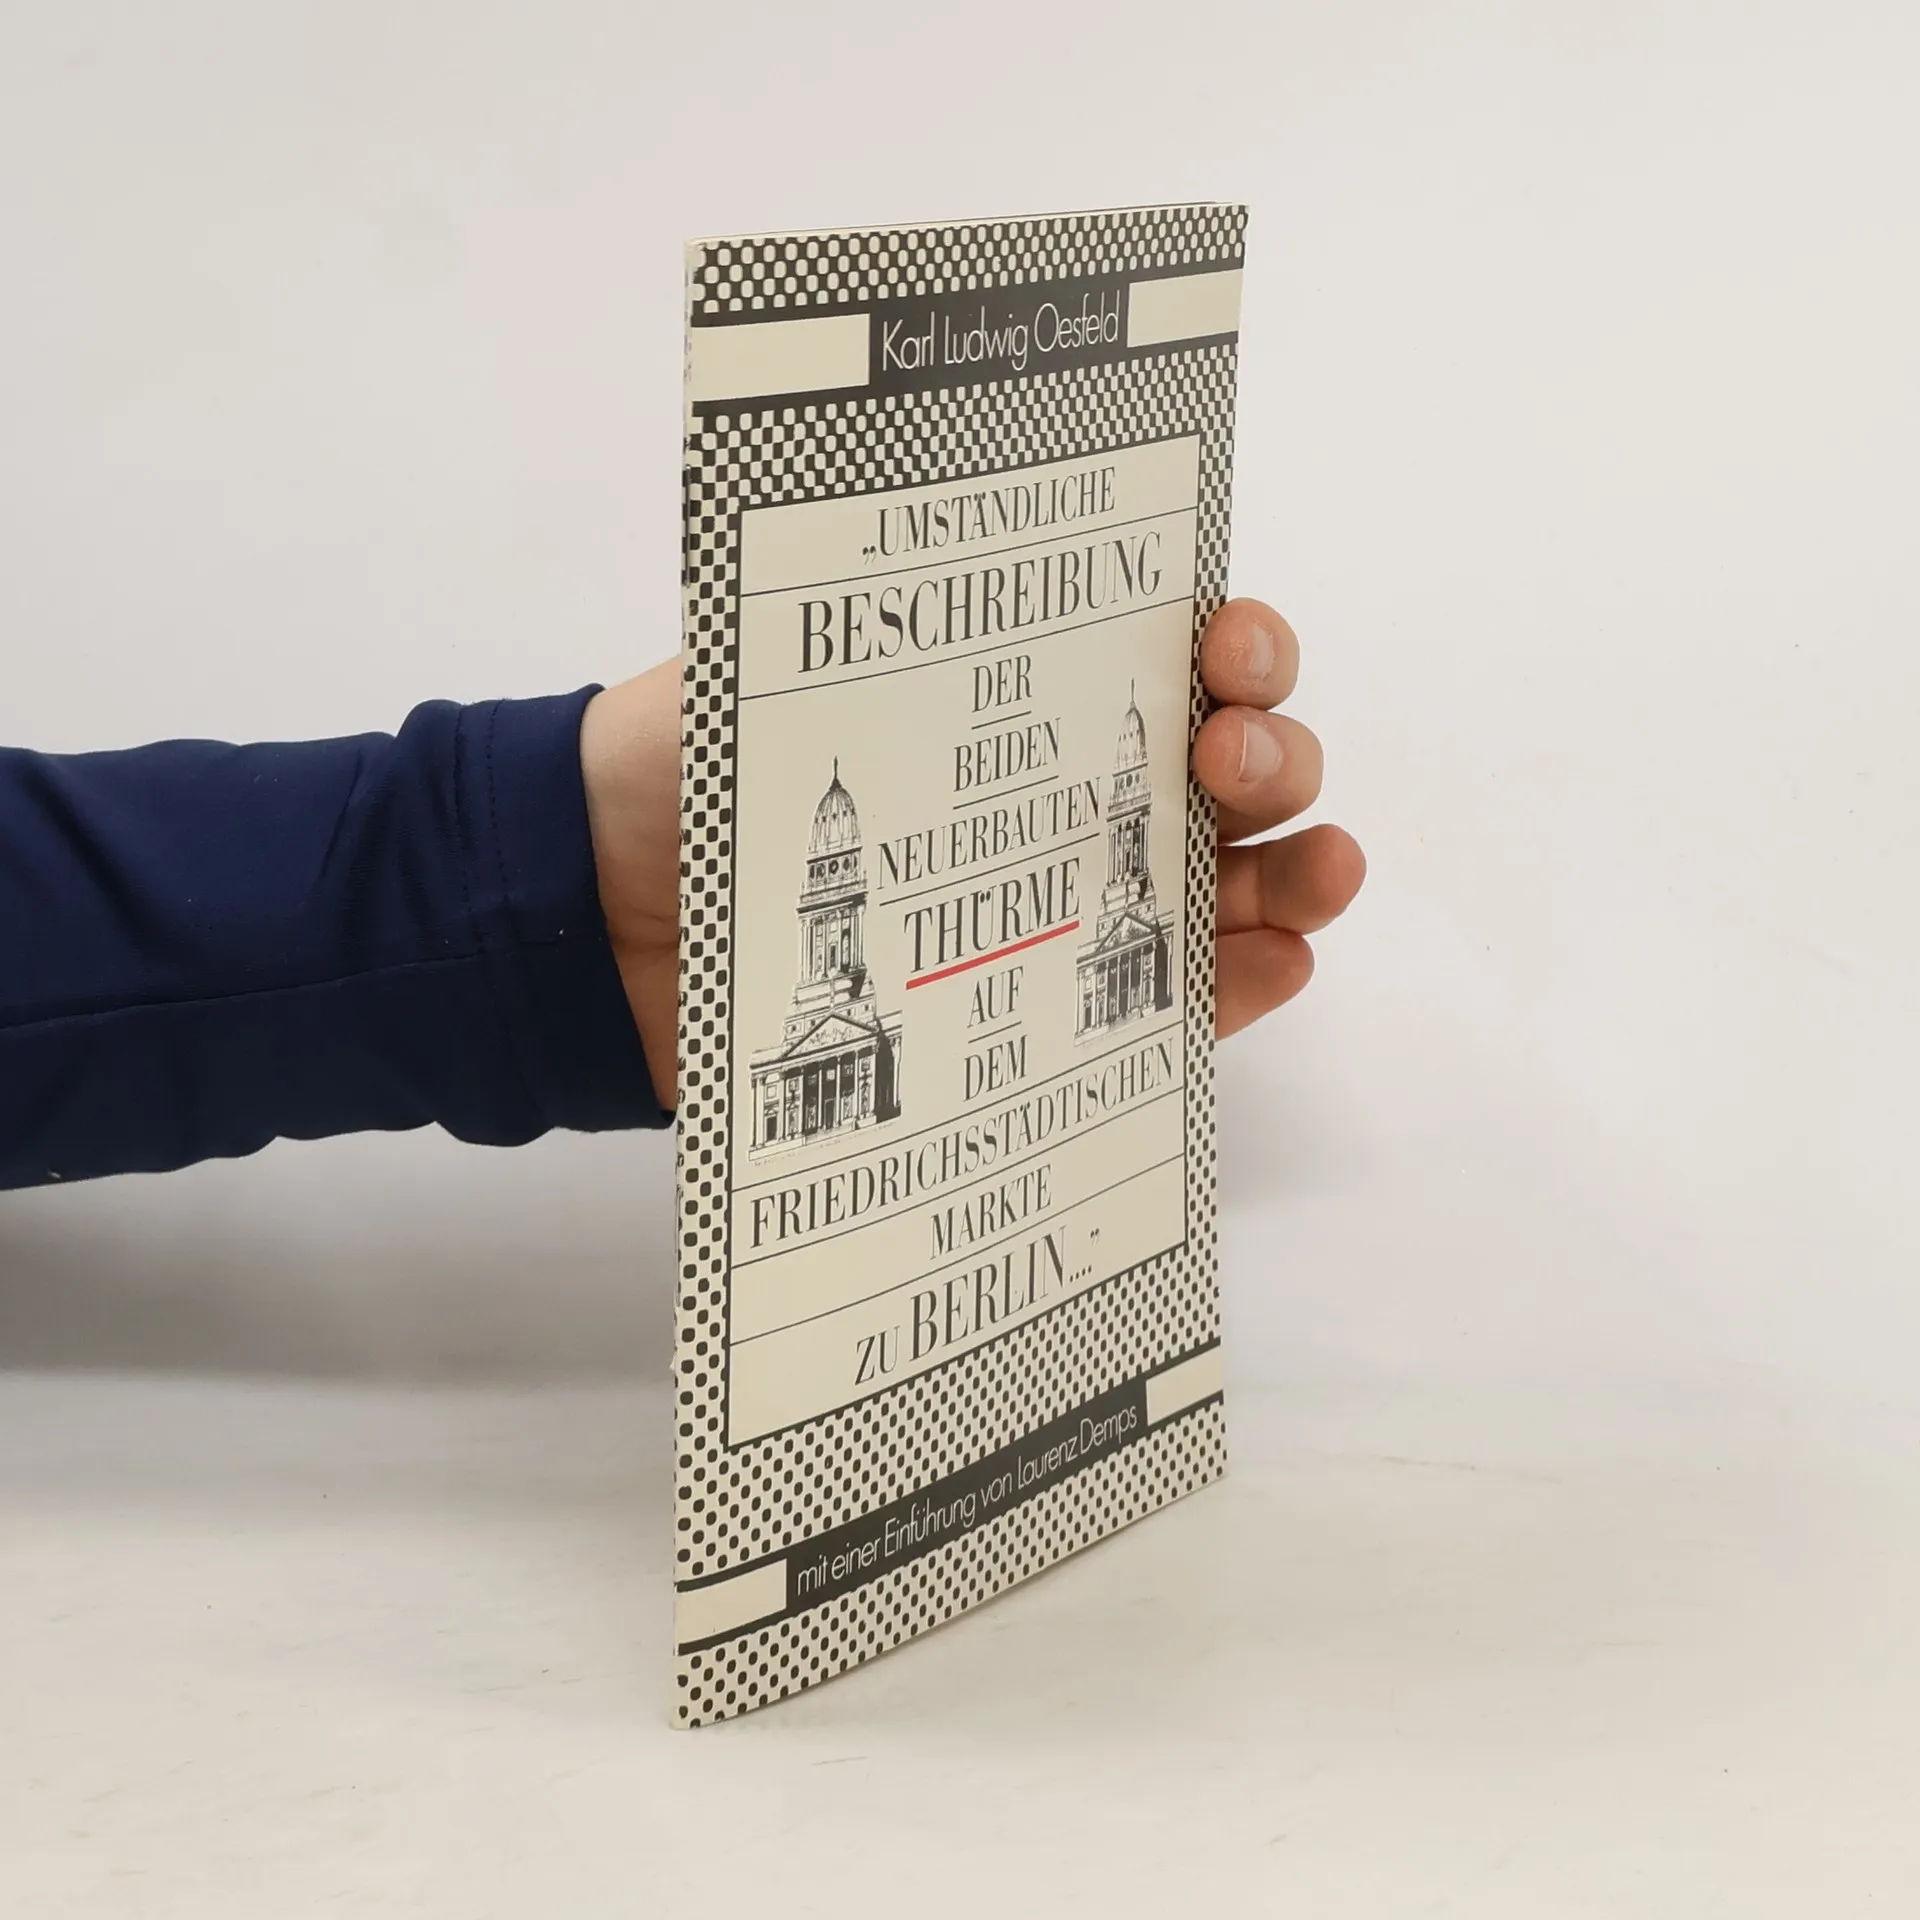 Karl Ludwig Oesfeld
„UMSTÄNDLICHE
BESCHREIBUNG
DER
BEIDEN
NEUERBAUTEN
THÜRME
AUF
DEM
FRIEDRICHSSTÄDTISCHEN
MARKTE
ZU BERLIN....”
mit einer Einführung von Laurenz Demps